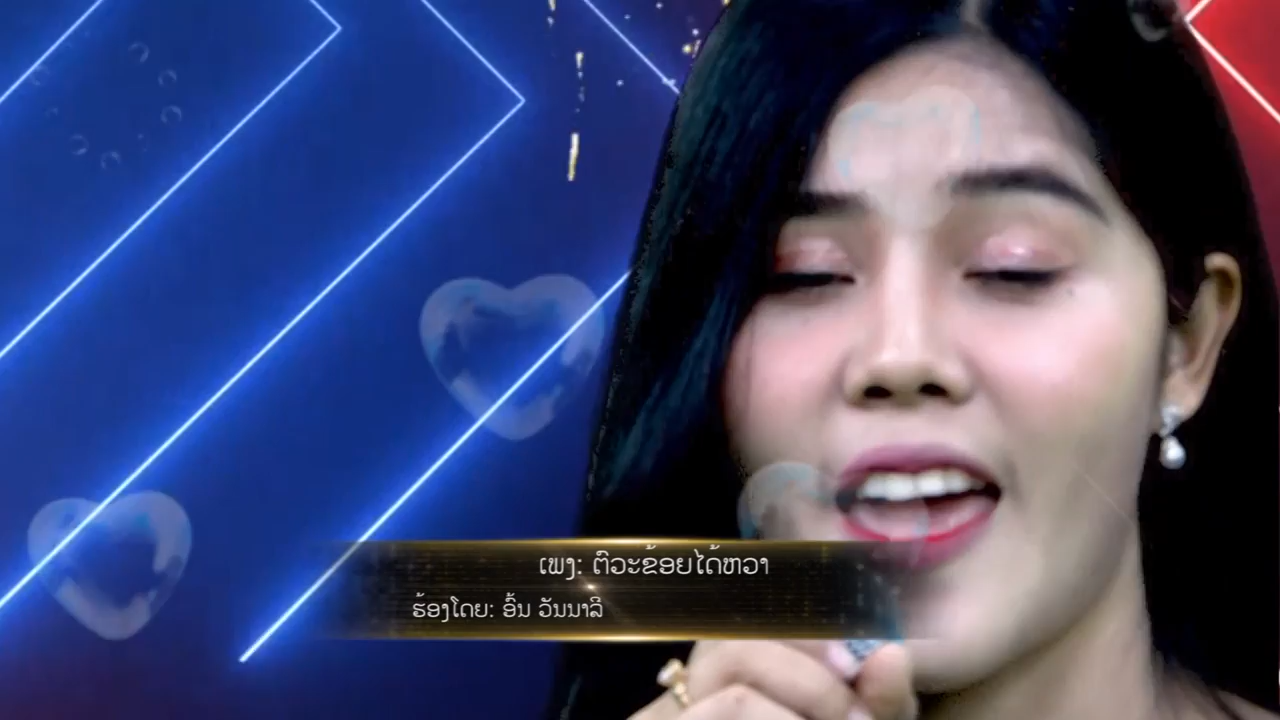 ເພງ: ຕົວະຂ້ອຍໄດ້ຫວາ
ຮ້ອງໂດຍ: ອົ້ນ ວັນນາລີ